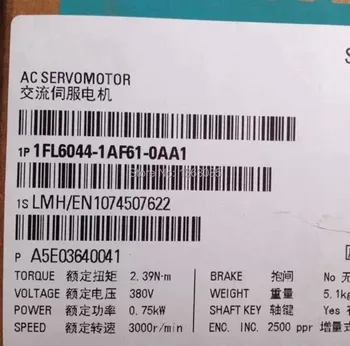 S
AC SERVOMOTOR
交流伺服电机
1P 1FL6044-1AF61-0AA1
1S LMH/EN1074507622
P A5E03640041
TORQUE 额定扭矩 2.39N·m BRAKE 抱闸 No 无
VOLTAGE 额定电压 380V WEIGHT 重量 5.1kg
POWER 额定功率 0.75kW SHAFT KEY 轴键 Yes
SPEED 额定转速 3000r/min ENC. INC. 2500 ppr 增量式